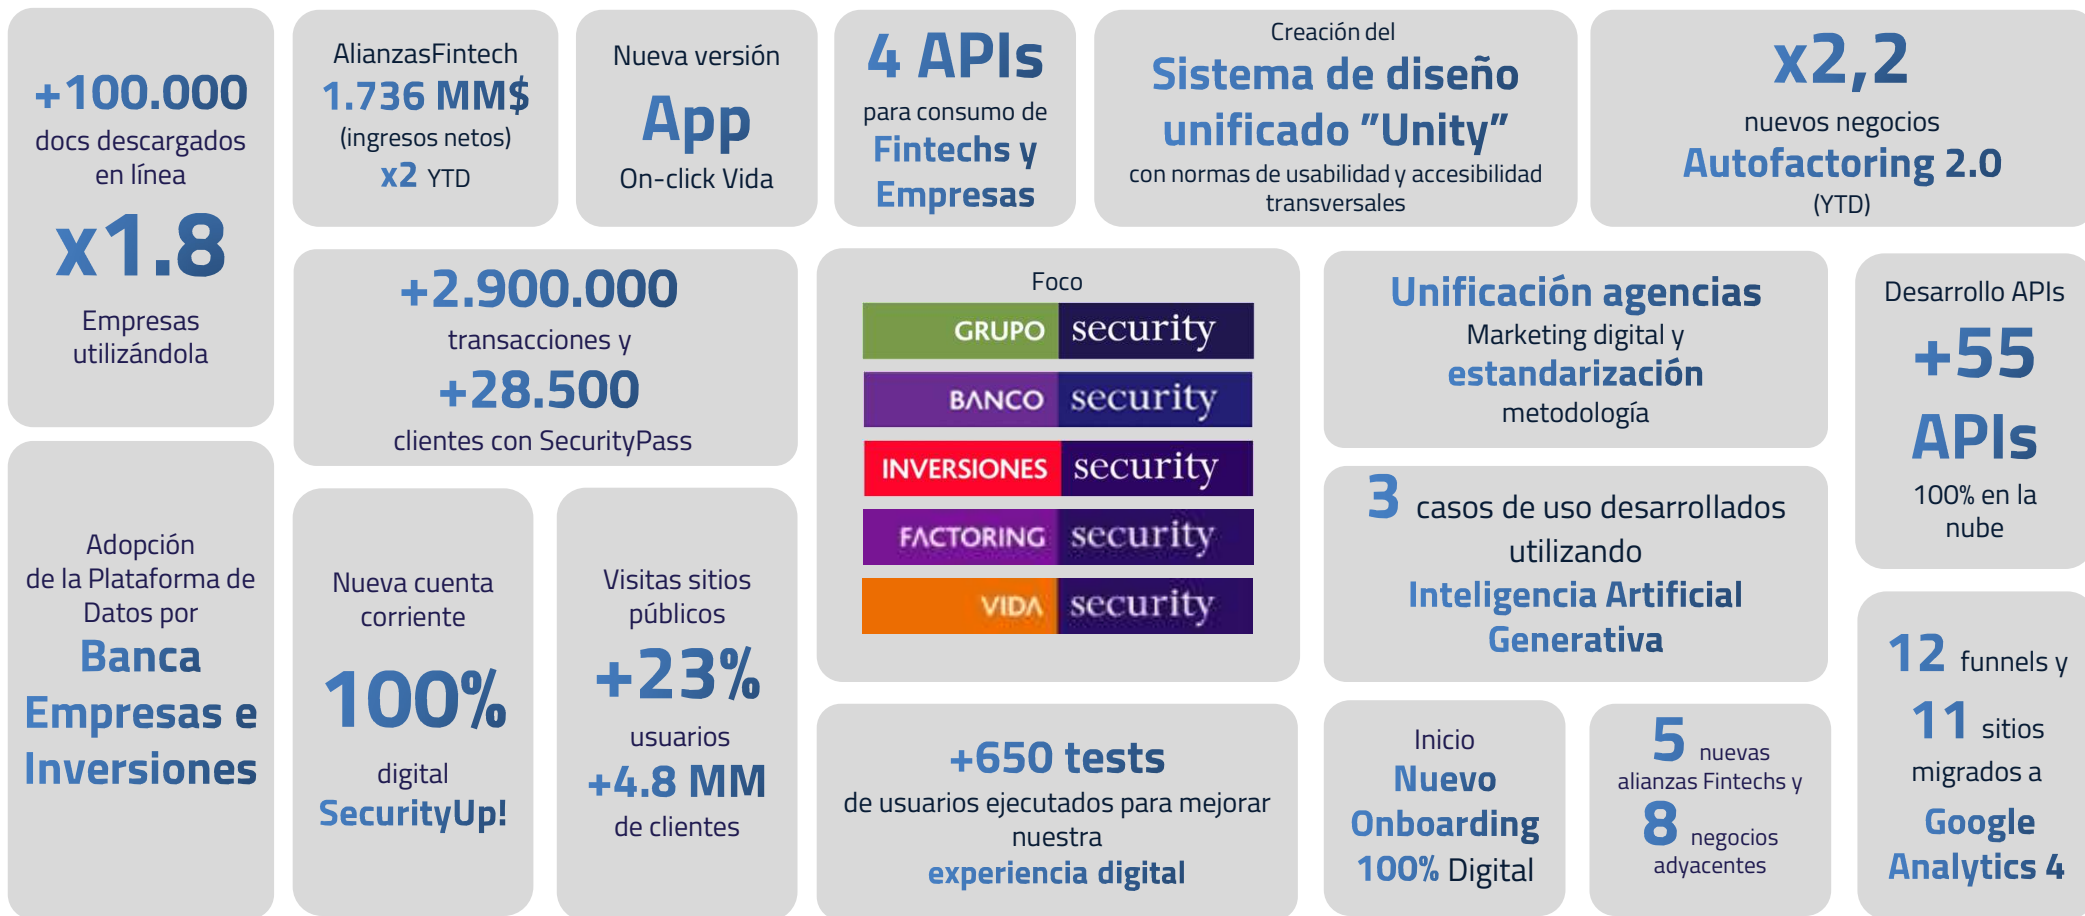 +100.000
docs descargados
en línea
x1.8
Empresas
utilizándola
AlianzasFintech
1.736 MM$
(ingresos netos)
x2 YTD
Nueva versión
App
On-click Vida
4 APIs
para consumo de
Fintechs y
Empresas
Creación del
Sistema de diseño
unificado ”Unity”
con normas de usabilidad y accesibilidad
transversales
x2,2
nuevos negocios
Autofactoring 2.0
(YTD)
+2.900.000
transacciones y
+28.500
clientes con SecurityPass
Foco
GRUPO security
BANCO security
INVERSIONES security
FACTORING security
VIDA security
Unificación agencias
Marketing digital y
estandarización
metodología
Desarrollo APIs
+55
APIs
100% en la
nube
Adopción
de la Plataforma de
Datos por
Banca
Empresas e
Inversiones
Nueva cuenta
corriente
100%
digital
SecurityUp!
Visitas sitios
públicos
+23%
usuarios
+4.8 MM
de clientes
3 casos de uso desarrollados
utilizando
Inteligencia Artificial
Generativa
+650 tests
de usuarios ejecutados para mejorar
nuestra
experiencia digital
Inicio
Nuevo
Onboarding
100% Digital
5 nuevas
alianzas Fintechs y
8 negocios
adyacentes
12 funnels y
11 sitios
migrados a
Google
Analytics 4